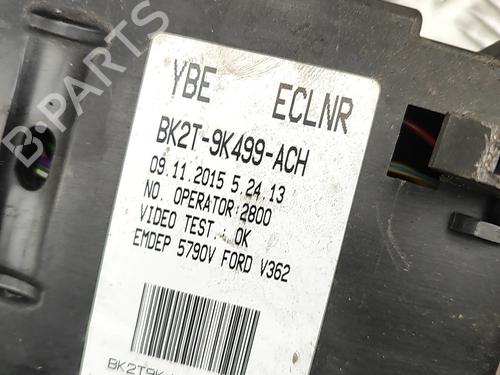 B-PARTS
YBE ECLNR
BK2T-9K499-ACH
09.11.2015 5.24.13
NO. OPERATOR 2800
VIDEO TEST. OK
EMDEP 5790V FORD V362